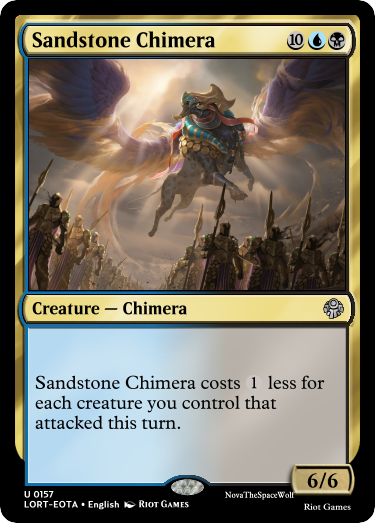 Sandstone Chimera 10
Creature — Chimera
Sandstone Chimera costs 1 less for
each creature you control that
attacked this turn.
6/6
U 0157
LORT-EOTA • English Riot Games
NovaTheSpaceWolf
Riot Games